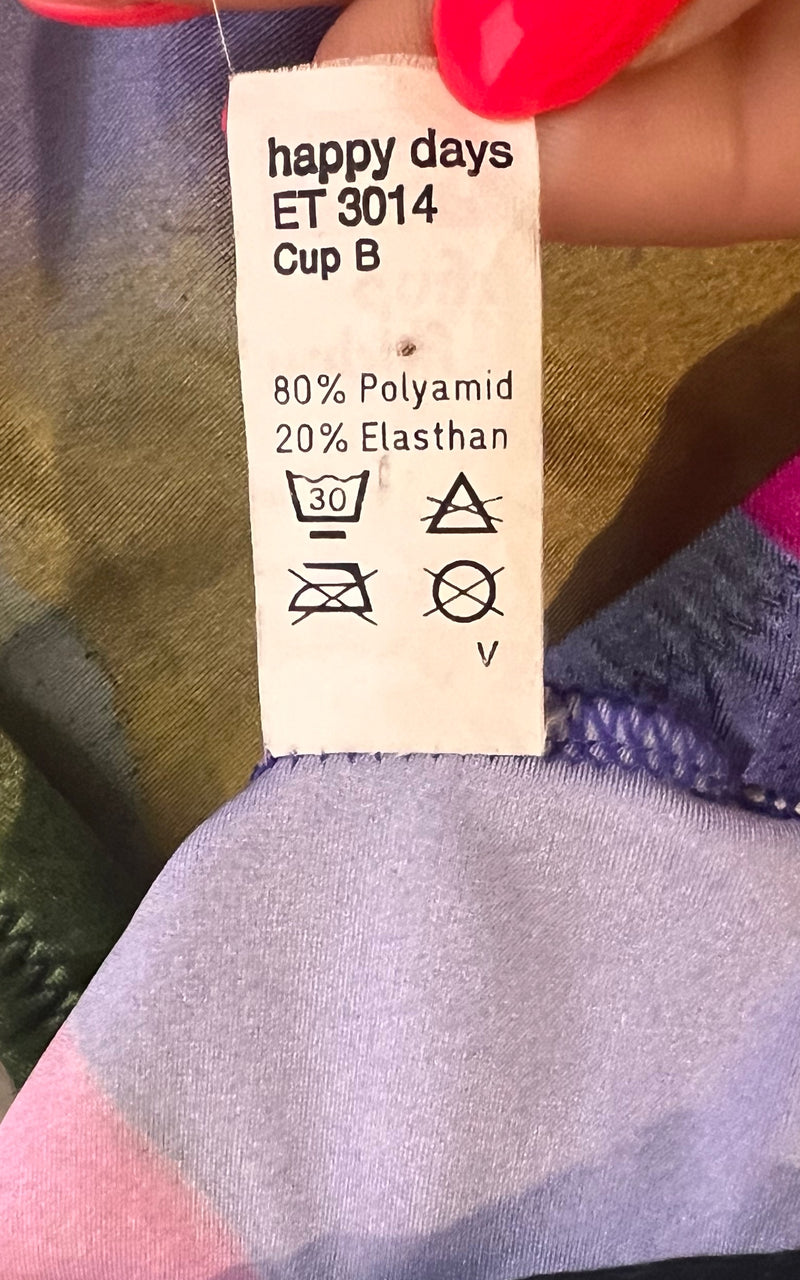 happy days
ET 3014
Cup B
80% Polyamid
20% Elasthan
30
V